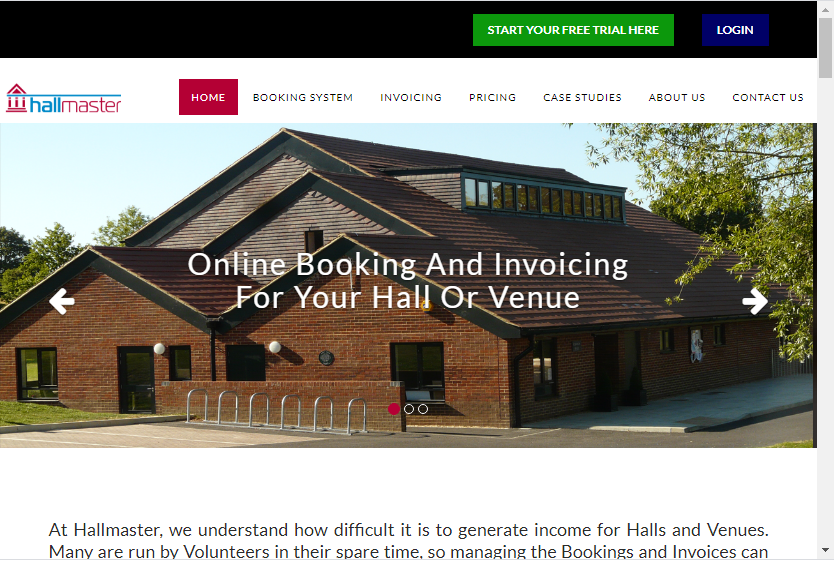 START YOUR FREE TRIAL HERE
LOGIN
hallmaster
HOME
BOOKING SYSTEM
INVOICING
PRICING
CASE STUDIES
ABOUT US
CONTACT US
Online Booking And Invoicing
For Your Hall Or Venue
At Hallmaster, we understand how difficult it is to generate income for Halls and Venues.
Many are run by Volunteers in their spare time, so managing the Bookings and Invoices can